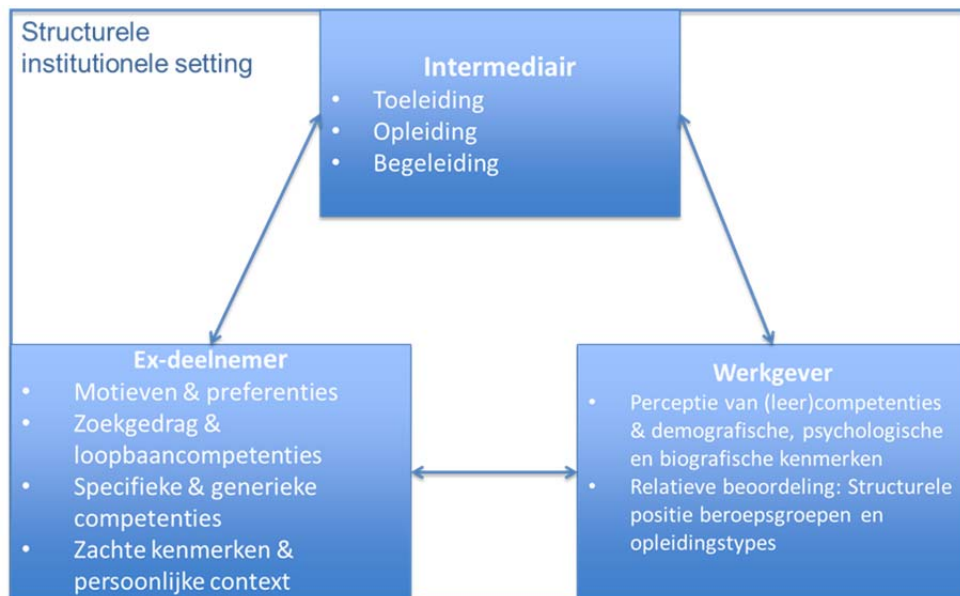 Structurele
institutionele setting
Intermediair
• Toeleiding
• Opleiding
• Begeleiding
Ex-deelnemer
• Motieven & preferenties
• Zoekgedrag &
loopbaancompetenties
• Specifieke & generieke
competenties
• Zachte kenmerken &
persoonlijke context
Werkgever
• Perceptie van (leer)competenties
& demografische, psychologische
en biografische kenmerken
• Relatieve beoordeling: Structurele
positie beroepsgroepen en
opleidingstypes